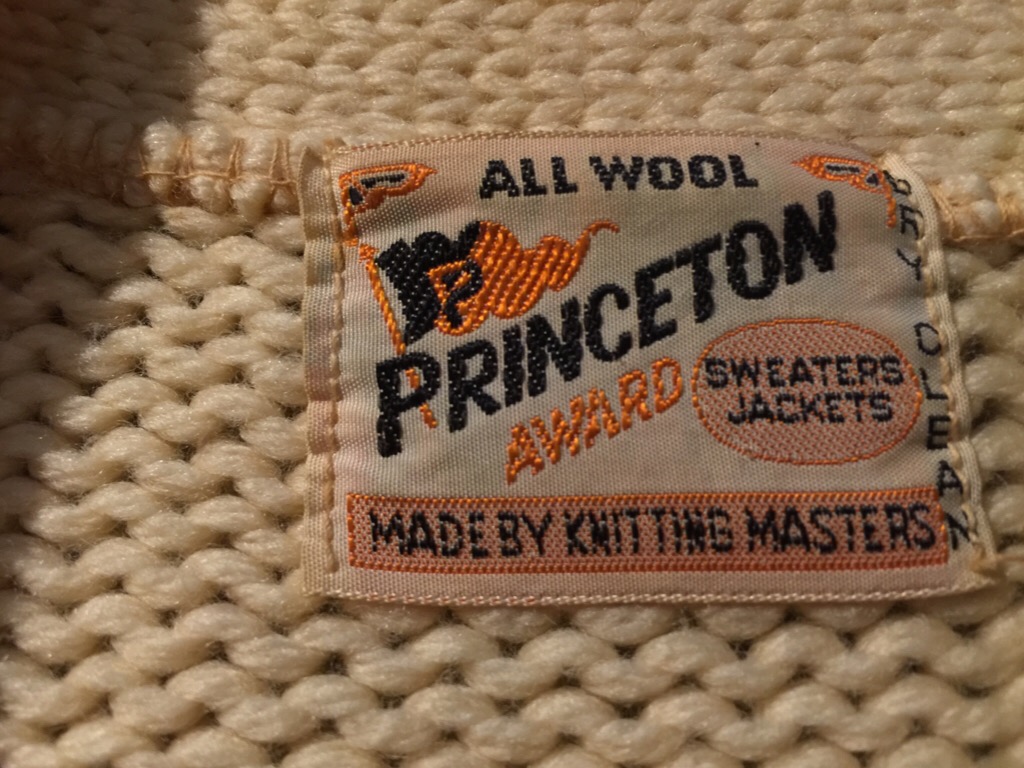 ALL WOOL
P
PRINCETON
AWARD
SWEATERS
JACKETS
MADE BY KNITTING MASTERS
DRY CLEAN